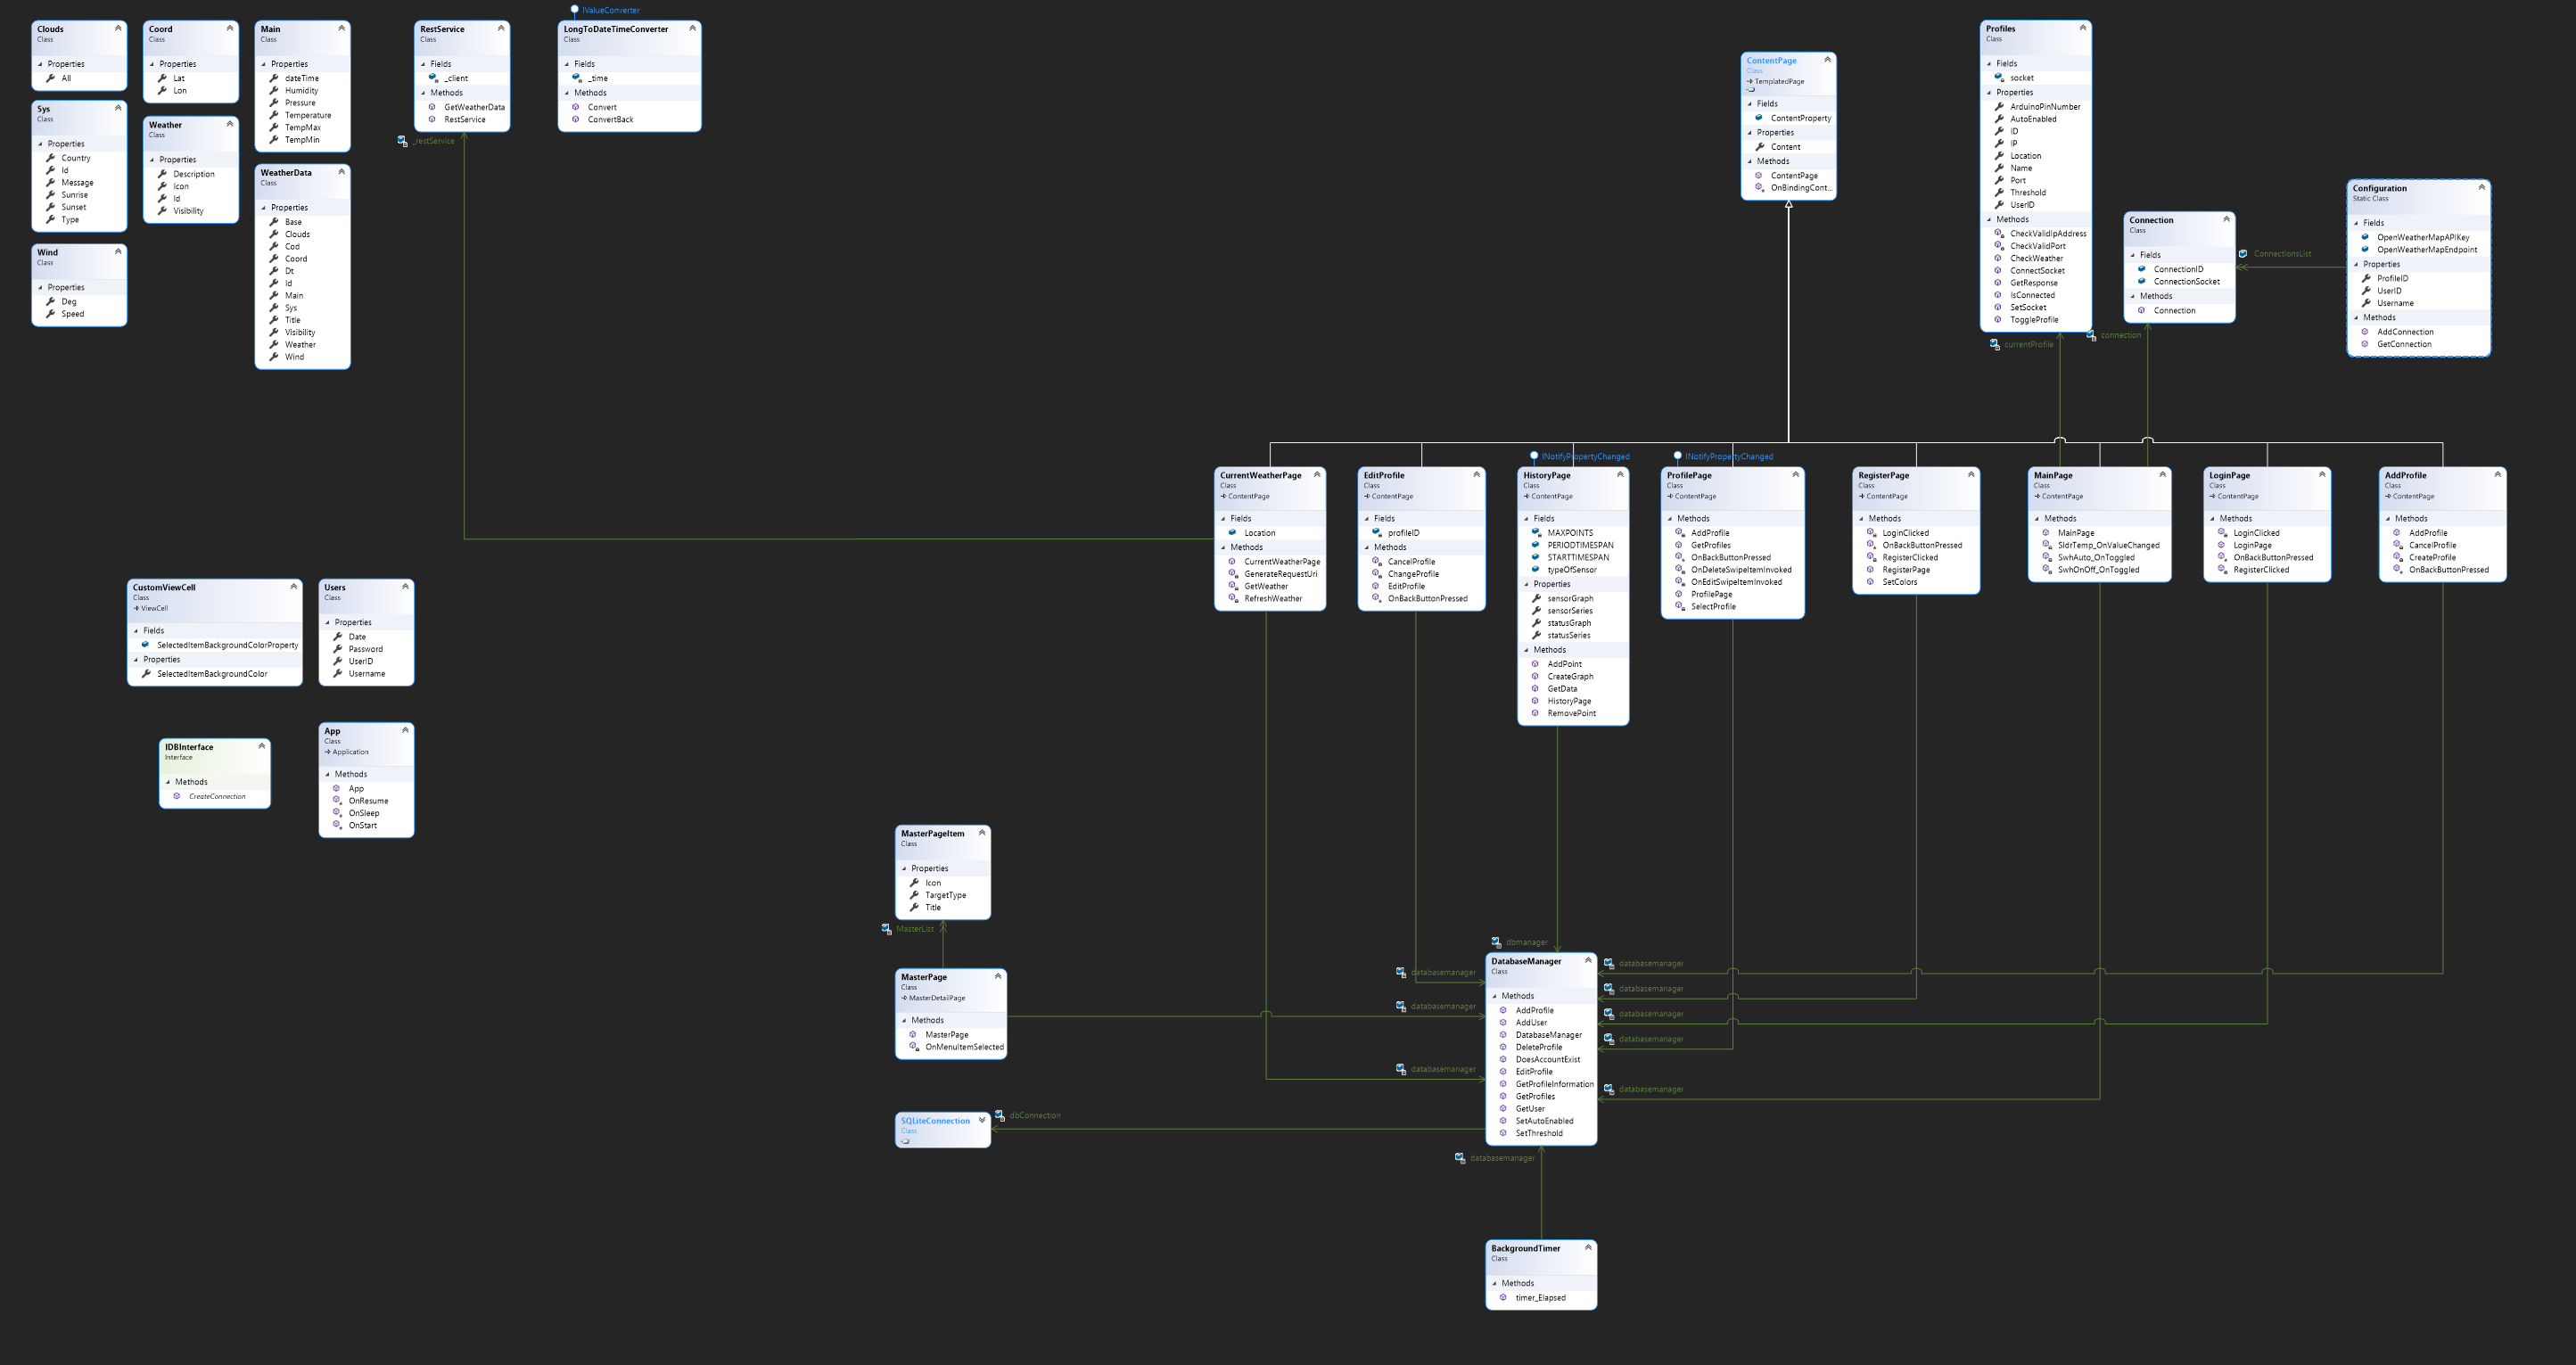 Clouds
Class
Properties
All
Sys
Class
Properties
Country
Id
Message
Sunrise
Sunset
Type
Wind
Class
Properties
Deg
Speed
Coord
Class
Properties
Lat
Lon
Weather
Class
Properties
Description
Icon
Id
Visibility
Main
Class
Properties
dateTime
Humidity
Pressure
Temperature
TempMax
TempMin
WeatherData
Class
Properties
Base
Clouds
Cod
Coord
Dt
Id
Main
Sys
Title
Visibility
Weather
Wind
RestService
Class
Fields
_client
Methods
GetWeatherData
RestService
_restService
IValueConverter
LongToDateTimeConverter
Class
Fields
_time
Methods
Convert
ConvertBack
ContentPage
Class
TemplatedPage
Fields
ContentProperty
Properties
Content
Methods
ContentPage
OnBindingCont...
Profiles
Class
Fields
socket
Properties
ArduinoPinNumber
AutoEnabled
ID
IP
Location
Name
Port
Threshold
UserID
Methods
CheckValidIpAddress
CheckValidPort
CheckWeather
ConnectSocket
GetResponse
IsConnected
SetSocket
ToggleProfile
currentProfile
Connection
Class
Fields
ConnectionID
ConnectionSocket
Methods
Connection
connection
ConnectionsList
Configuration
Static Class
Fields
OpenWeatherMapAPIKey
OpenWeatherMapEndpoint
Properties
ProfileID
UserID
Username
Methods
AddConnection
GetConnection
CurrentWeatherPage
Class
ContentPage
Fields
Location
Methods
CurrentWeatherPage
GenerateRequestUri
GetWeather
RefreshWeather
EditProfile
Class
ContentPage
Fields
profileID
Methods
CancelProfile
ChangeProfile
EditProfile
OnBackButtonPressed
INotifyPropertyChanged
HistoryPage
Class
ContentPage
Fields
MAXPOINTS
PERIODTIMESPAN
STARTTIMESPAN
typeOfSensor
Properties
sensorGraph
sensorSeries
statusGraph
statusSeries
Methods
AddPoint
CreateGraph
GetData
HistoryPage
RemovePoint
INotifyPropertyChanged
ProfilePage
Class
ContentPage
Methods
AddProfile
GetProfiles
OnBackButtonPressed
OnDeleteSwipeItemInvoked
OnEditSwipeItemInvoked
ProfilePage
SelectProfile
RegisterPage
Class
ContentPage
Methods
LoginClicked
OnBackButtonPressed
RegisterClicked
RegisterPage
SetColors
MainPage
Class
ContentPage
Methods
MainPage
SldrTemp_OnValueChanged
SwhAuto_OnToggled
SwhOnOff_OnToggled
LoginPage
Class
ContentPage
Methods
LoginClicked
LoginPage
OnBackButtonPressed
RegisterClicked
AddProfile
Class
ContentPage
Methods
AddProfile
CancelProfile
CreateProfile
OnBackButtonPressed
CustomViewCell
Class
ViewCell
Fields
SelectedItemBackgroundColorProperty
Properties
SelectedItemBackgroundColor
Users
Class
Properties
Date
Password
UserID
Username
IDBInterface
Interface
Methods
CreateConnection
App
Class
Application
Methods
App
OnResume
OnSleep
OnStart
MasterPageItem
Class
Properties
Icon
TargetType
Title
MasterList
MasterPage
Class
MasterDetailPage
Methods
MasterPage
OnMenuItemSelected
SQLiteConnection
Class
dbConnection
dbmanager
databasemanager
databasemanager
databasemanager
DatabaseManager
Class
Methods
AddProfile
AddUser
DatabaseManager
DeleteProfile
DoesAccountExist
EditProfile
GetProfileInformation
GetProfiles
GetUser
SetAutoEnabled
SetThreshold
databasemanager
databasemanager
databasemanager
databasemanager
databasemanager
databasemanager
BackgroundTimer
Class
Methods
timer_Elapsed